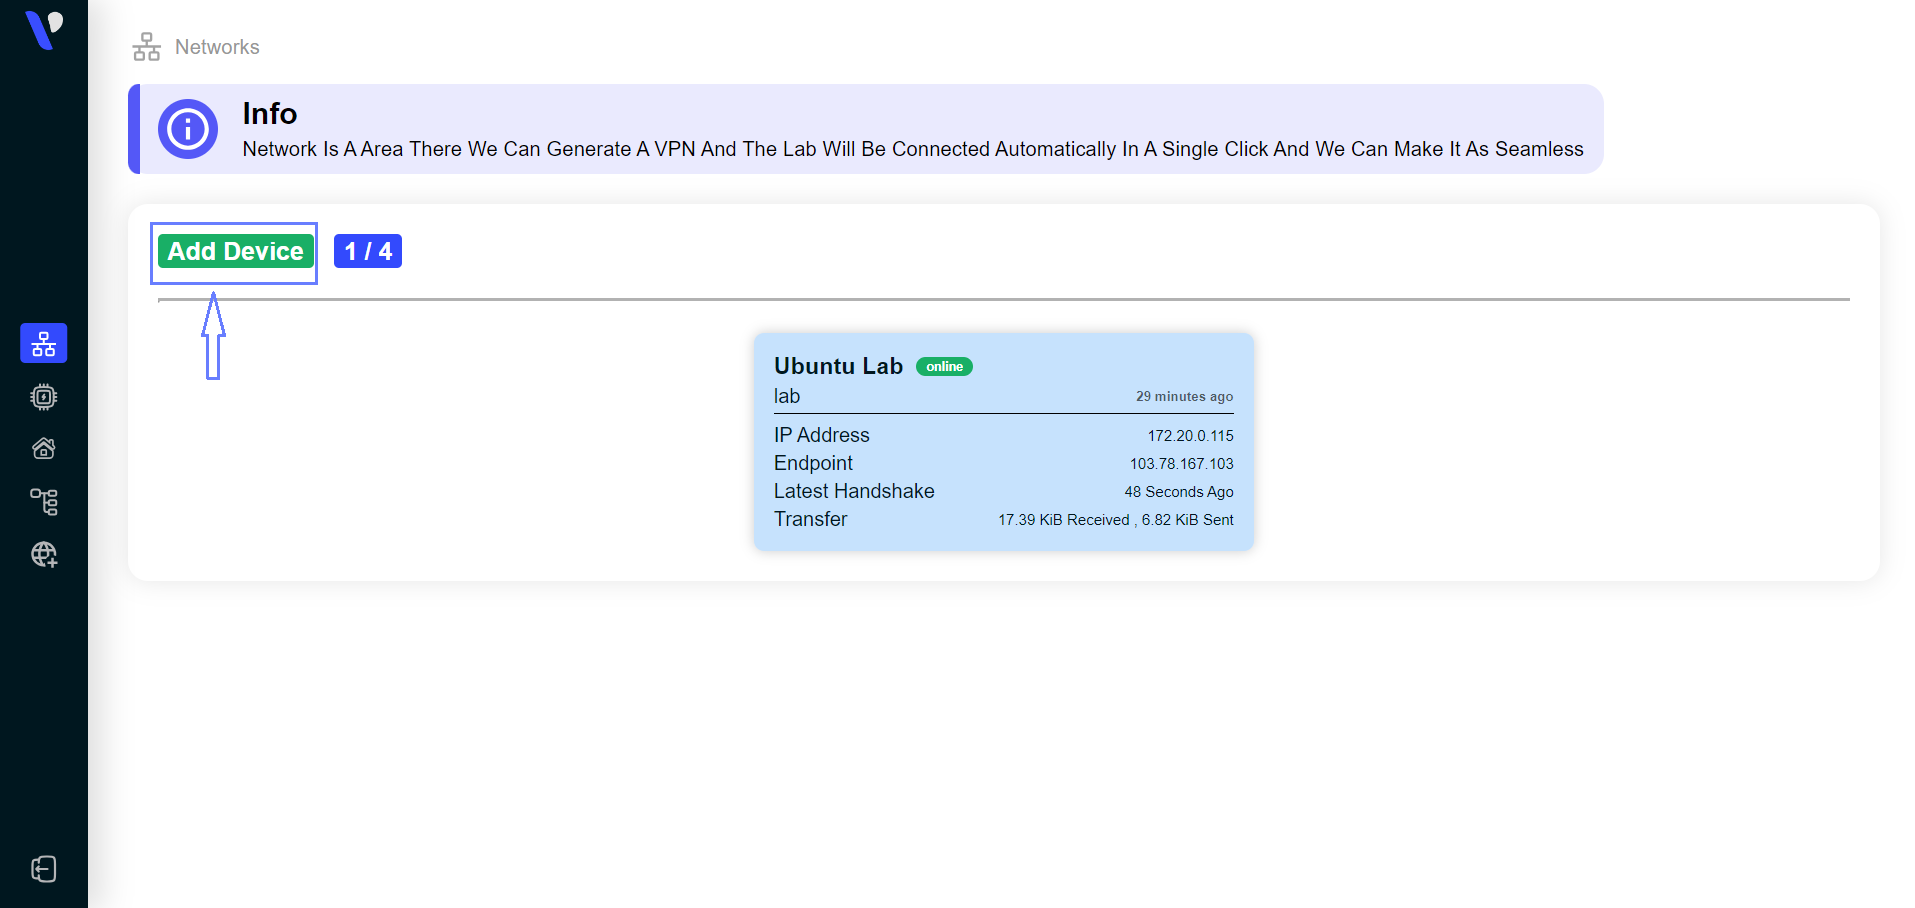 Networks
Info
Network Is A Area There We Can Generate A VPN And The Lab Will Be Connected Automatically In A Single Click And We Can Make It As Seamless
Add Device 1 / 4
Ubuntu Lab online
lab 29 minutes ago
IP Address 172.20.0.115
Endpoint 103.78.167.103
Latest Handshake 48 Seconds Ago
Transfer 17.39 KiB Received , 6.82 KiB Sent